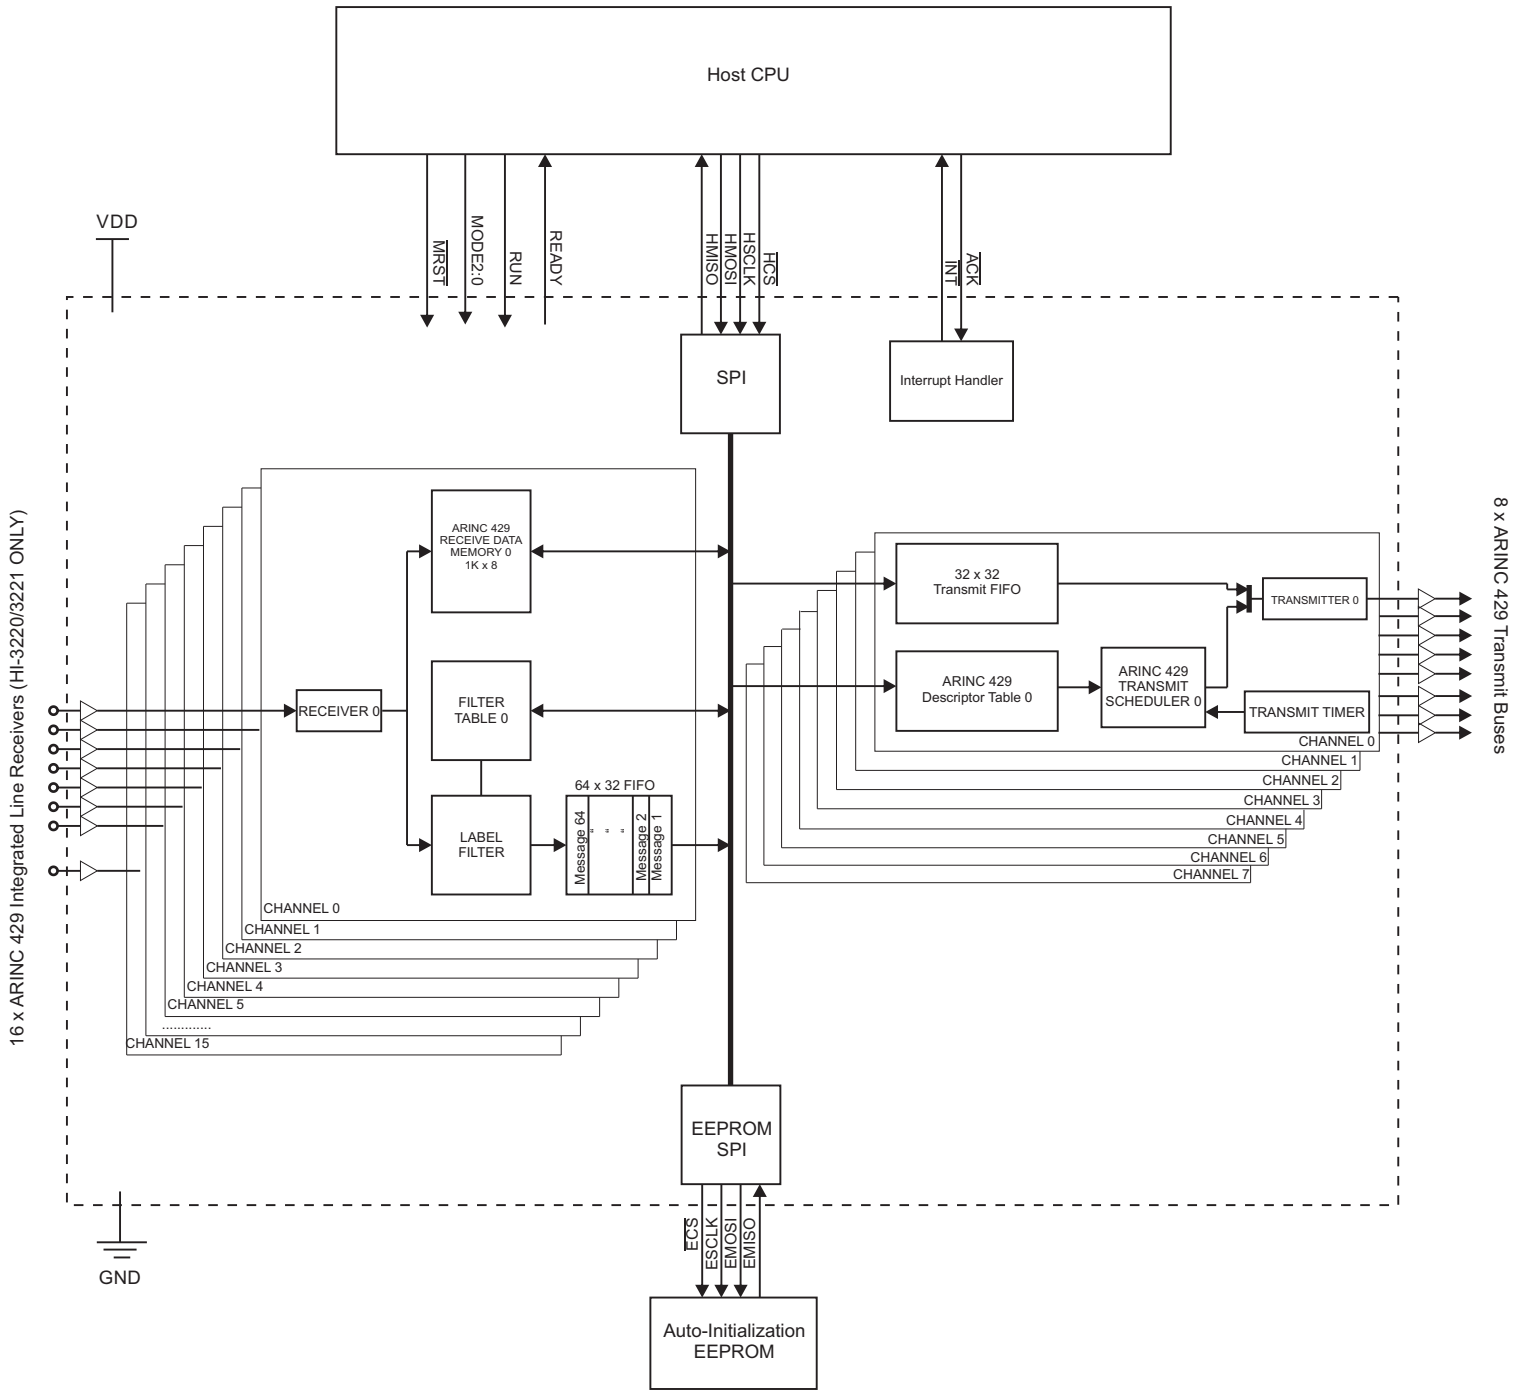 Host CPU
VDD
MRST
MODE2:0
RUN
READY
HMISO
HMOSI
HSCLK
HCS
INT
ACK
SPI
Interrupt Handler
16 x ARINC 429 Integrated Line Receivers (HI-3220/3221 ONLY)
ARINC 429
RECEIVE DATA
MEMORY 0
1K x 8
RECEIVER 0
FILTER
TABLE 0
LABEL
FILTER
64 x 32 FIFO
Message 64
" " "
Message 2
Message 1
CHANNEL 0
CHANNEL 1
CHANNEL 2
CHANNEL 3
CHANNEL 4
CHANNEL 5
.............
CHANNEL 15
32 x 32
Transmit FIFO
TRANSMITTER 0
ARINC 429
Descriptor Table 0
ARINC 429
TRANSMIT
SCHEDULER 0
TRANSMIT TIMER
CHANNEL 0
CHANNEL 1
CHANNEL 2
CHANNEL 3
CHANNEL 4
CHANNEL 5
CHANNEL 6
CHANNEL 7
8 x ARINC 429 Transmit Buses
EEPROM
SPI
ECS
ESCLK
EMOSI
EMISO
GND
Auto-Initialization
EEPROM